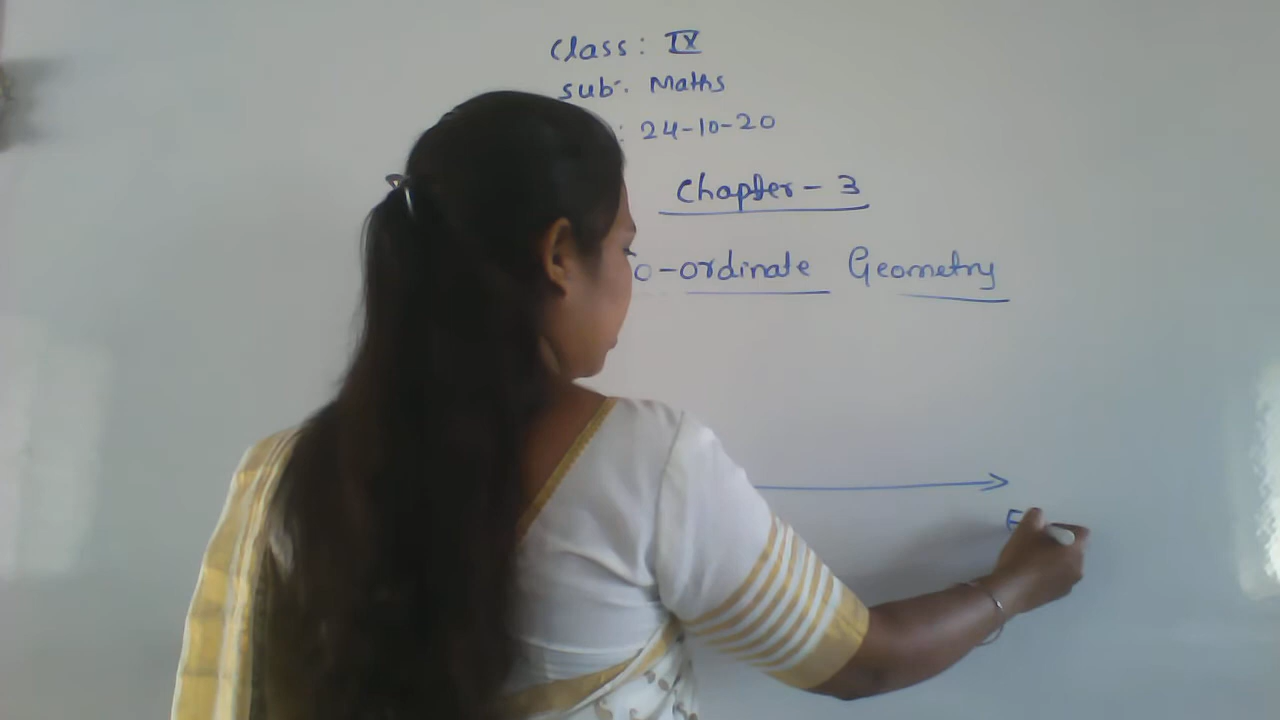 Class: IX
sub: Maths
: 24-10-20
Chapter - 3
o-ordinate Geometry
E